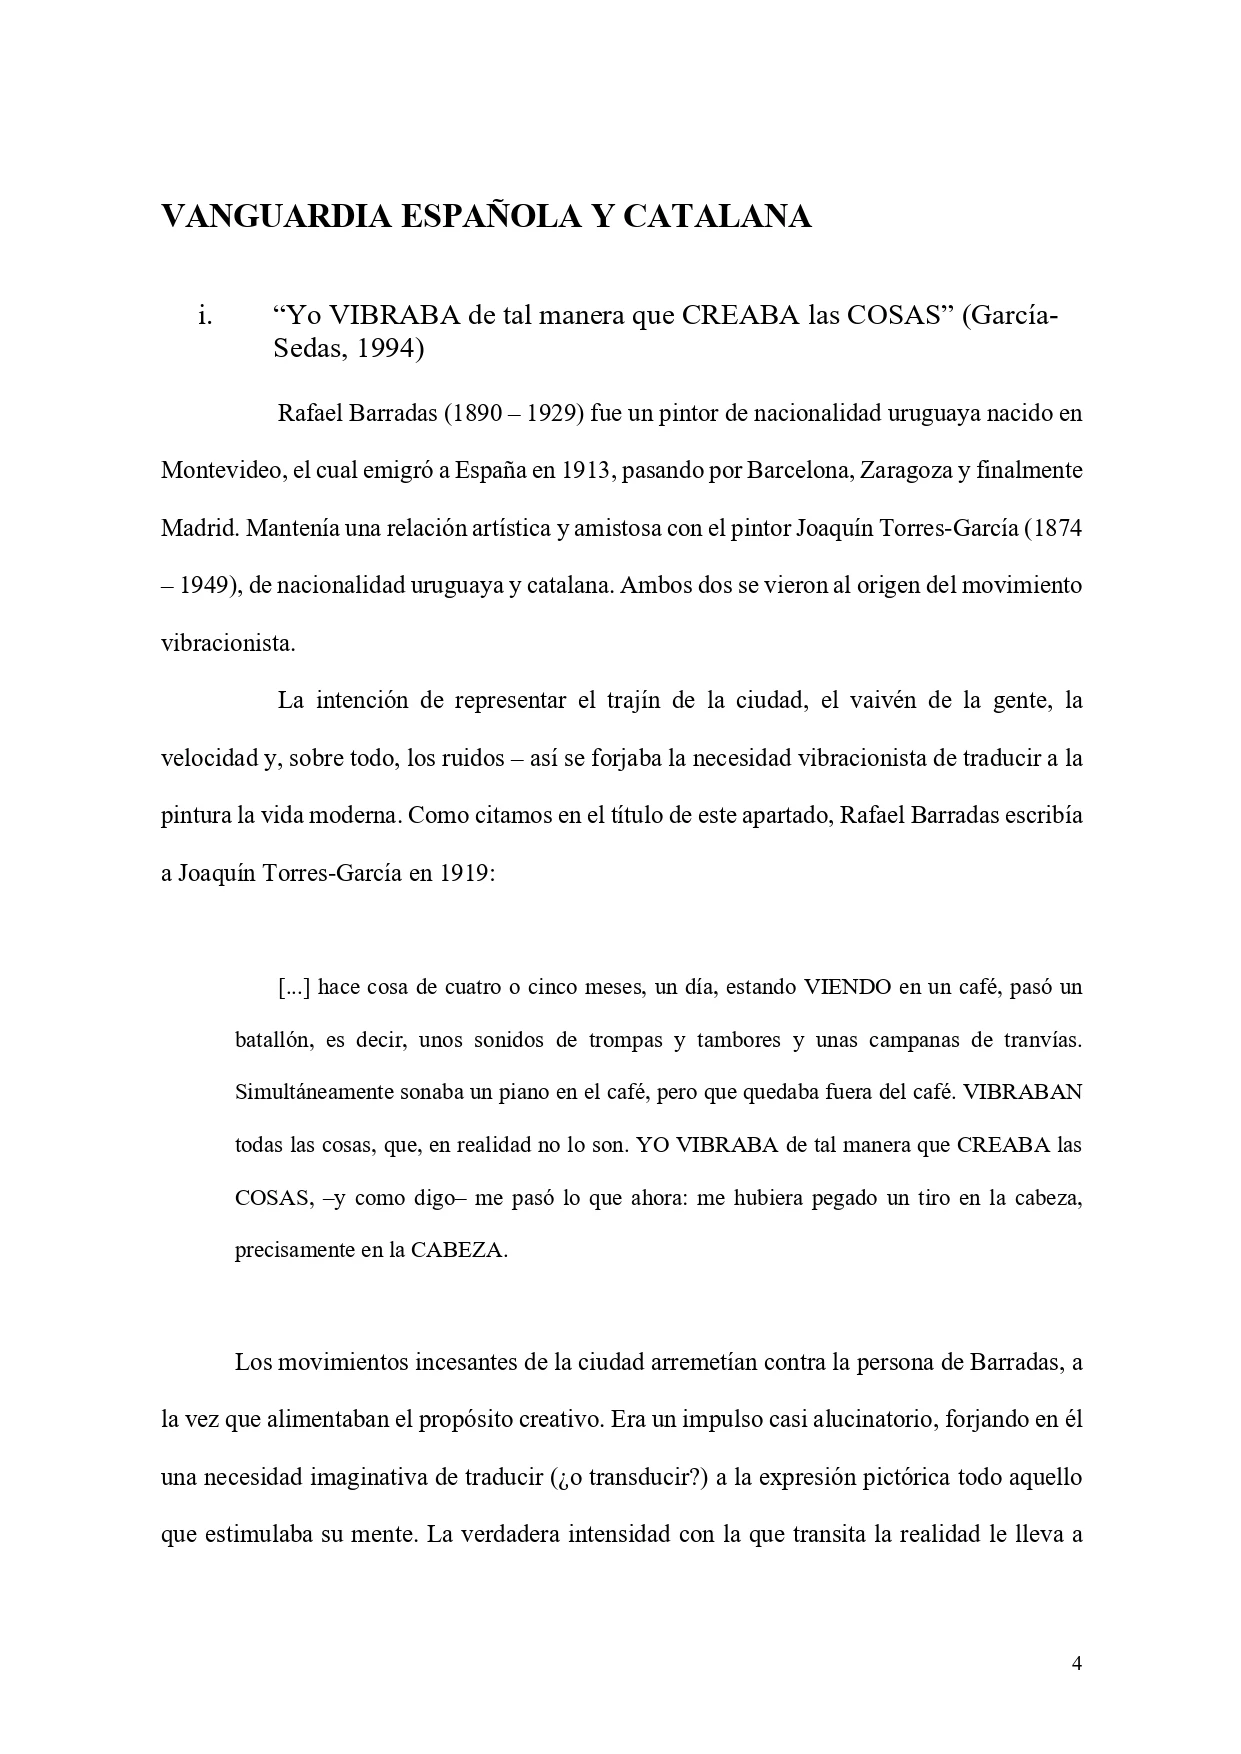 VANGUARDIA ESPAÑOLA Y CATALANA
i. “Yo VIBRABA de tal manera que CREABA las COSAS” (García-
Sedas, 1994)
Rafael Barradas (1890 – 1929) fue un pintor de nacionalidad uruguaya nacido en
Montevideo, el cual emigró a España en 1913, pasando por Barcelona, Zaragoza y finalmente
Madrid. Mantenía una relación artística y amistosa con el pintor Joaquín Torres-García (1874
– 1949), de nacionalidad uruguaya y catalana. Ambos dos se vieron al origen del movimiento
vibracionista.
La intención de representar el trajín de la ciudad, el vaivén de la gente, la
velocidad y, sobre todo, los ruidos – así se forjaba la necesidad vibracionista de traducir a la
pintura la vida moderna. Como citamos en el título de este apartado, Rafael Barradas escribía
a Joaquín Torres-García en 1919:
[...] hace cosa de cuatro o cinco meses, un día, estando VIENDO en un café, pasó un
batallón, es decir, unos sonidos de trompas y tambores y unas campanas de tranvías.
Simultáneamente sonaba un piano en el café, pero que quedaba fuera del café. VIBRABAN
todas las cosas, que, en realidad no lo son. YO VIBRABA de tal manera que CREABA las
COSAS, –y como digo– me pasó lo que ahora: me hubiera pegado un tiro en la cabeza,
precisamente en la CABEZA.
Los movimientos incesantes de la ciudad arremetían contra la persona de Barradas, a
la vez que alimentaban el propósito creativo. Era un impulso casi alucinatorio, forjando en él
una necesidad imaginativa de traducir (¿o transducir?) a la expresión pictórica todo aquello
que estimulaba su mente. La verdadera intensidad con la que transita la realidad le lleva a
4